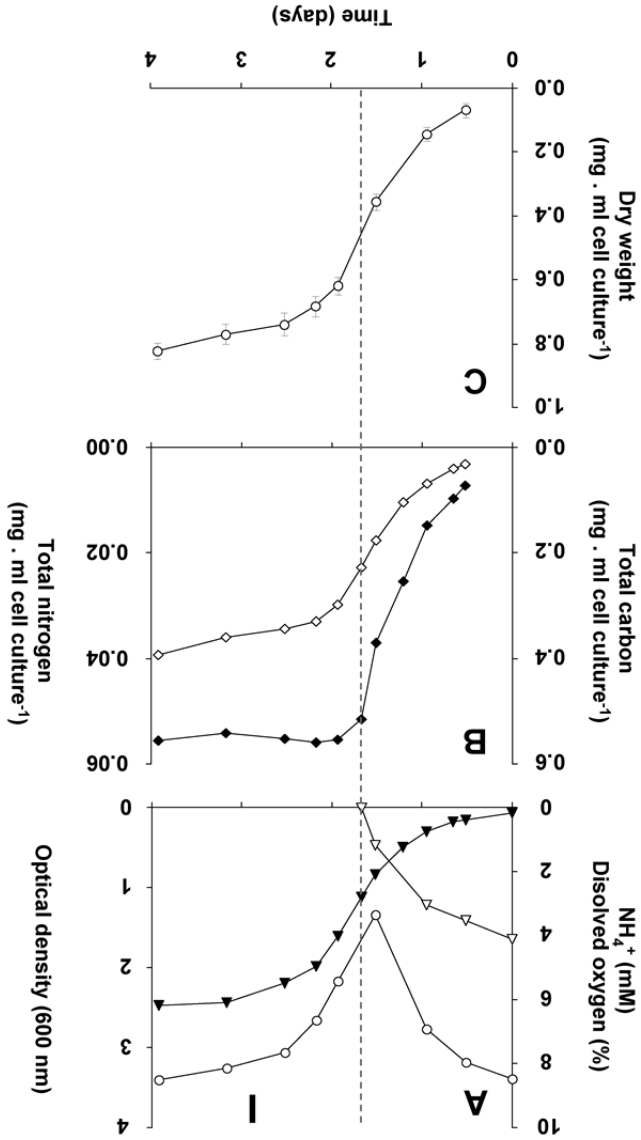 A
I
10
8
6
4
2
0
NH₄⁺ (mM)
Disolved oxygen (%)
4
3
2
1
0
Optical density (600 nm)
B
0.6
0.4
0.2
0.0
Total carbon
(mg . ml cell culture⁻¹)
0.06
0.04
0.02
0.00
Total nitrogen
(mg . ml cell culture⁻¹)
C
1.0
0.8
0.6
0.4
0.2
0.0
Dry weight
(mg . ml cell culture⁻¹)
0 1 2 3 4
Time (days)